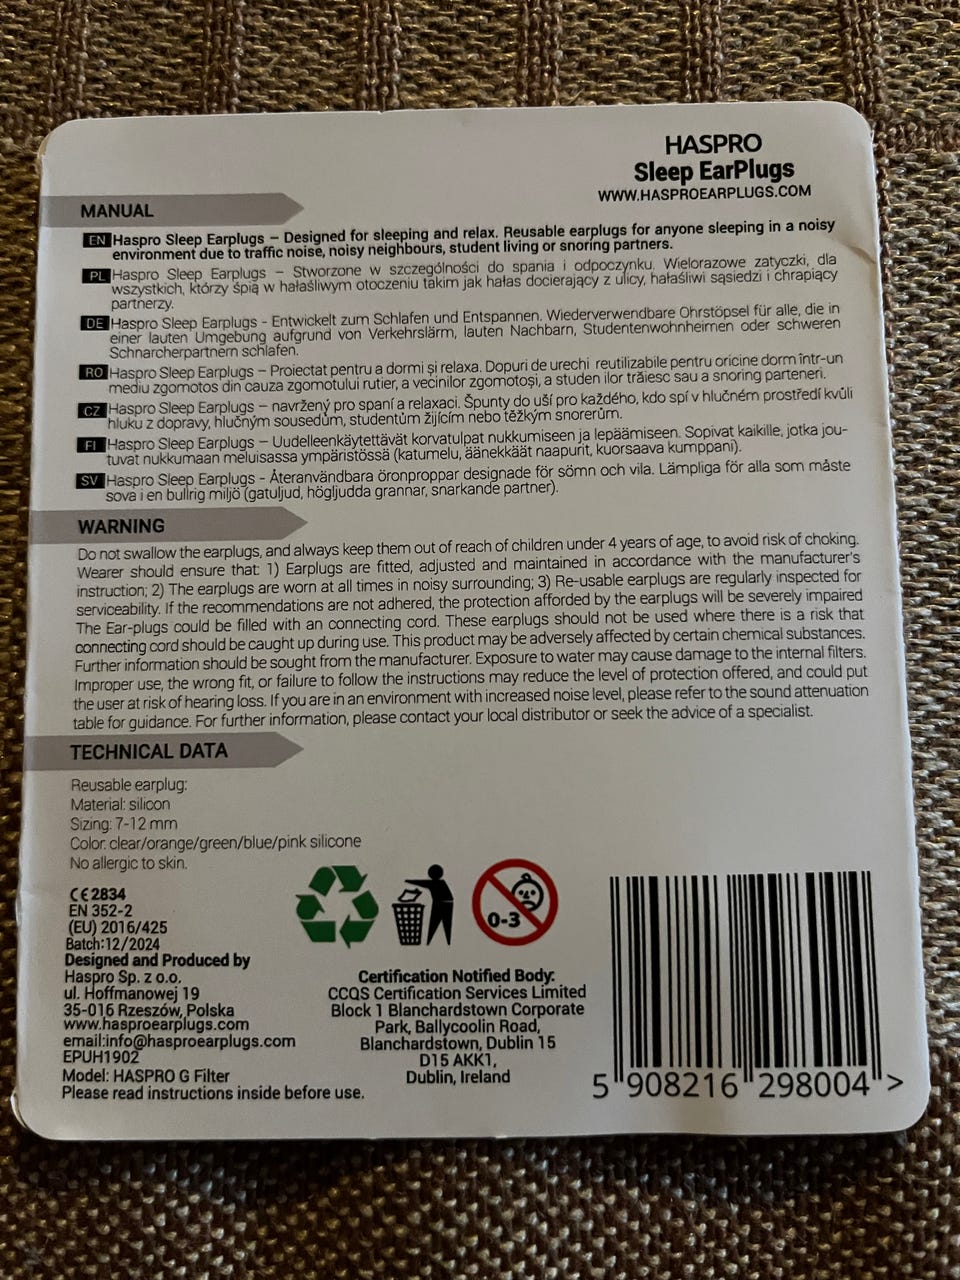 HASPRO
Sleep EarPlugs
WWW.HASPROEARPLUGS.COM
MANUAL
EN Haspro Sleep Earplugs – Designed for sleeping and relax. Reusable earplugs for anyone sleeping in a noisy
environment due to traffic noise, noisy neighbours, student living or snoring partners.
PL Haspro Sleep Earplugs – Stworzone w szczególności do spania i odpoczynku. Wielorazowe zatyczki, dla
wszystkich, którzy śpią w hałaśliwym otoczeniu takim jak hałas docierający z ulicy, hałaśliwi sąsiedzi i chrapiący
partnerzy.
DE Haspro Sleep Earplugs - Entwickelt zum Schlafen und Entspannen. Wiederverwendbare Ohrstöpsel für alle, die in
einer lauten Umgebung aufgrund von Verkehrslärm, lauten Nachbarn, Studentenwohnheimen oder schweren
Schnarcherpartnern schlafen.
RO Haspro Sleep Earplugs – Proiectat pentru a dormi și relaxa. Dopuri de urechi reutilizabile pentru oricine dorm într-un
mediu zgomotos din cauza zgomotului rutier, a vecinilor zgomotoși, a studen ilor trăiesc sau a snoring parteneri.
CZ Haspro Sleep Earplugs – navržený pro spaní a relaxaci. Špunty do uší pro každého, kdo spí v hlučném prostředí kvůli
hluku z dopravy, hlučným sousedům, studentům žijícím nebo těžkým snorerům.
FI Haspro Sleep Earplugs – Uudelleenkäytettävät korvatulpat nukkumiseen ja lepäämiseen. Sopivat kaikille, jotka jou-
tuvat nukkumaan meluisassa ympäristössä (katumelu, äänekkäät naapurit, kuorsaava kumppani).
SV Haspro Sleep Earplugs - Återanvändbara öronproppar designade för sömn och vila. Lämpliga för alla som måste
sova i en bullrig miljö (gatuljud, högljudda grannar, snarkande partner).
WARNING
Do not swallow the earplugs, and always keep them out of reach of children under 4 years of age, to avoid risk of choking.
Wearer should ensure that: 1) Earplugs are fitted, adjusted and maintained in accordance with the manufacturer's
instruction; 2) The earplugs are worn at all times in noisy surrounding; 3) Re-usable earplugs are regularly inspected for
serviceability. If the recommendations are not adhered, the protection afforded by the earplugs will be severely impaired
The Ear-plugs could be filled with an connecting cord. These earplugs should not be used where there is a risk that
connecting cord should be caught up during use. This product may be adversely affected by certain chemical substances.
Further information should be sought from the manufacturer. Exposure to water may cause damage to the internal filters.
Improper use, the wrong fit, or failure to follow the instructions may reduce the level of protection offered, and could put
the user at risk of hearing loss. If you are in an environment with increased noise level, please refer to the sound attenuation
table for guidance. For further information, please contact your local distributor or seek the advice of a specialist.
TECHNICAL DATA
Reusable earplug:
Material: silicon
Sizing: 7-12 mm
Color: clear/orange/green/blue/pink silicone
No allergic to skin.
CE 2834
EN 352-2
(EU) 2016/425
Batch:12/2024
Designed and Produced by
Haspro Sp. z o.o.
ul. Hoffmanowej 19
35-016 Rzeszów, Polska
www.hasproearplugs.com
email:info@hasproearplugs.com
EPUH1902
Model: HASPRO G Filter
Please read instructions inside before use.
0-3
Certification Notified Body:
CCQS Certification Services Limited
Block 1 Blanchardstown Corporate
Park, Ballycoolin Road,
Blanchardstown, Dublin 15
D15 AKK1,
Dublin, Ireland
5 908216 298004 >